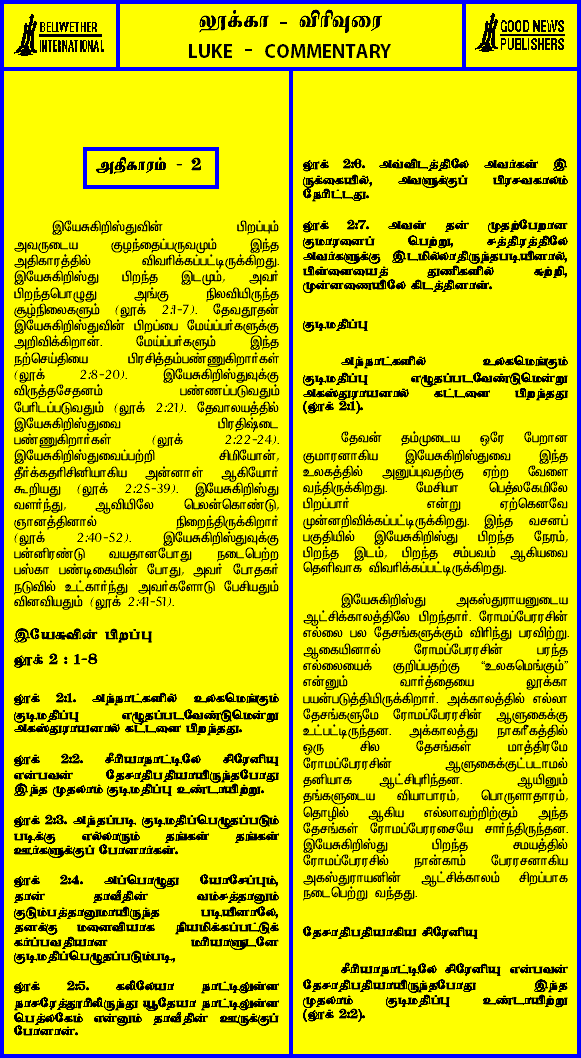 BELLWETHER
INTERNATIONAL
லூக்கா - விரிவுரை
LUKE - COMMENTARY
GOOD NEWS
PUBLISHERS
அதிகாரம் - 2
இயேசுகிறிஸ்துவின் பிறப்பும்
அவருடைய குழந்தைப்பருவமும் இந்த
அதிகாரத்தில் விவரிக்கப்பட்டிருக்கிறது.
இயேசுகிறிஸ்து பிறந்த இடமும், அவர்
பிறந்தபொழுது அங்கு நிலவியிருந்த
சூழ்நிலைகளும் (லூக் 2:1-7). தேவதூதன்
இயேசுகிறிஸ்துவின் பிறப்பை மேய்ப்பர்களுக்கு
அறிவிக்கிறான். மேய்ப்பர்களும் இந்த
நற்செய்தியை பிரசித்தம்பண்ணுகிறார்கள்
(லூக் 2:8-20). இயேசுகிறிஸ்துவுக்கு
விருத்தசேதனம் பண்ணப்படுவதும்
பேரிடப்படுவதும் (லூக் 2:21). தேவாலயத்தில்
இயேசுகிறிஸ்துவை பிரதிஷ்டை
பண்ணுகிறார்கள் (லூக் 2:22-24).
இயேசுகிறிஸ்துவைப்பற்றி சிமியோன்,
தீர்க்கதரிசினியாகிய அன்னாள் ஆகியோர்
கூறியது (லூக் 2:25-39). இயேசுகிறிஸ்து
வளர்ந்து, ஆவியிலே பெலன்கொண்டு,
ஞானத்தினால் நிறைந்திருக்கிறார்
(லூக் 2:40-52). இயேசுகிறிஸ்துவுக்கு
பன்னிரண்டு வயதானபோது நடைபெற்ற
பஸ்கா பண்டிகையின் போது, அவர் போதகர்
நடுவில் உட்கார்ந்து அவர்களோடு பேசியதும்
வினவியதும் (லூக் 2:41-51).
இயேசுவின் பிறப்பு
லூக் 2 : 1-8
லூக் 2:1. அந்நாட்களில் உலகமெங்கும்
குடிமதிப்பு எழுதப்படவேண்டுமென்று
அகஸ்துராயனால் கட்டளை பிறந்தது.
லூக் 2:2. சீரியாநாட்டிலே சிரேனியு
என்பவன் தேசாதிபதியாயிருந்தபோது
இந்த முதலாம் குடிமதிப்பு உண்டாயிற்று.
லூக் 2:3. அந்தப்படி குடிமதிப்பெழுதப்படும்
படிக்கு எல்லாரும் தங்கள் தங்கள்
ஊர்களுக்குப் போனார்கள்.
லூக் 2:4. அப்பொழுது யோசேப்பும்,
தான் தாவீதின் வம்சத்தானும்
குடும்பத்தானுமாயிருந்த படியினாலே,
தனக்கு மனைவியாக நியமிக்கப்பட்டுக்
கர்ப்பவதியான மரியாளுடனே
குடிமதிப்பெழுதப்படும்படி,
லூக் 2:5. கலிலேயா நாட்டிலுள்ள
நாசரேத்தூரிலிருந்து யூதேயா நாட்டிலுள்ள
பெத்லகேம் என்னும் தாவீதின் ஊருக்குப்
போனான்.
லூக் 2:6. அவ்விடத்திலே அவர்கள் இ
ருக்கையில், அவளுக்குப் பிரசவகாலம்
நேரிட்டது.
லூக் 2:7. அவள் தன் முதற்பேறான
குமாரனைப் பெற்று, சத்திரத்திலே
அவர்களுக்கு இடமில்லாதிருந்தபடியினால்,
பிள்ளையைத் துணிகளில் சுற்றி,
முன்னணையிலே கிடத்தினாள்.
குடிமதிப்பு
அந்நாட்களில் உலகமெங்கும்
குடிமதிப்பு எழுதப்படவேண்டுமென்று
அகஸ்துராயனால் கட்டளை பிறந்தது
(லூக் 2:1).
தேவன் தம்முடைய ஒரே பேறான
குமாரனாகிய இயேசுகிறிஸ்துவை இந்த
உலகத்தில் அனுப்புவதற்கு ஏற்ற வேளை
வந்திருக்கிறது. மேசியா பெத்லகேமிலே
பிறப்பார் என்று ஏற்கெனவே
முன்னறிவிக்கப்பட்டிருக்கிறது. இந்த வசனப்
பகுதியில் இயேசுகிறிஸ்து பிறந்த நேரம்,
பிறந்த இடம், பிறந்த சம்பவம் ஆகியவை
தெளிவாக விவரிக்கப்பட்டிருக்கிறது.
இயேசுகிறிஸ்து அகஸ்துராயனுடைய
ஆட்சிக்காலத்திலே பிறந்தார். ரோமப்பேரரசின்
எல்லை பல தேசங்களுக்கும் விரிந்து பரவிற்று.
ஆகையினால் ரோமப்பேரரசின் பரந்த
எல்லையைக் குறிப்பதற்கு "உலகமெங்கும்"
என்னும் வார்த்தையை லூக்கா
பயன்படுத்தியிருக்கிறார். அக்காலத்தில் எல்லா
தேசங்களுமே ரோமப்பேரரசின் ஆளுகைக்கு
உட்பட்டிருந்தன. அக்காலத்து நாகரீகத்தில்
ஒரு சில தேசங்கள் மாத்திரமே
ரோமப்பேரரசின் ஆளுகைக்குட்படாமல்
தனியாக ஆட்சிபுரிந்தன. ஆயினும்
தங்களுடைய வியாபாரம், பொருளாதாரம்,
தொழில் ஆகிய எல்லாவற்றிற்கும் அந்த
தேசங்கள் ரோமப்பேரரசையே சார்ந்திருந்தன.
இயேசுகிறிஸ்து பிறந்த சமயத்தில்
ரோமப்பேரரசில் நான்காம் பேரரசனாகிய
அகஸ்துராயனின் ஆட்சிக்காலம் சிறப்பாக
நடைபெற்று வந்தது.
தேசாதிபதியாகிய சிரேனியு
சீரியாநாட்டிலே சிரேனியு என்பவன்
தேசாதிபதியாயிருந்தபோது இந்த
முதலாம் குடிமதிப்பு உண்டாயிற்று
(லூக் 2:2).